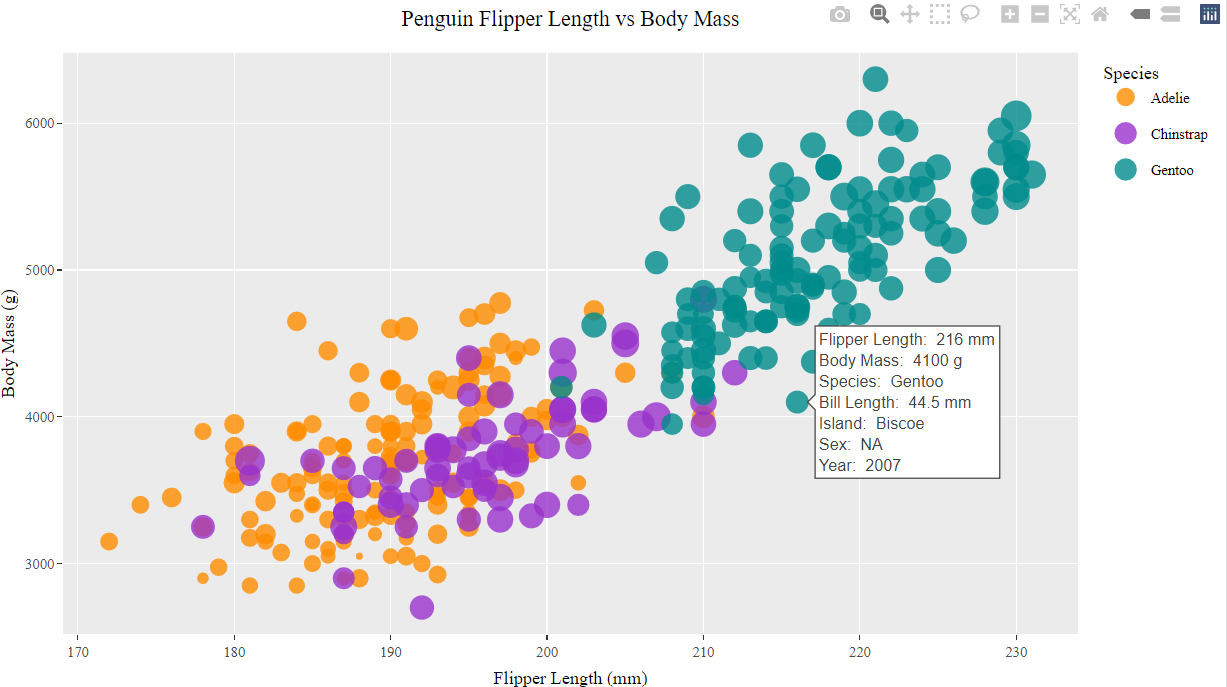 Penguin Flipper Length vs Body Mass
Species
Adelie
Chinstrap
Gentoo
6000
5000
4000
3000
Body Mass (g)
Flipper Length:  216 mm
Body Mass:  4100 g
Species:  Gentoo
Bill Length:  44.5 mm
Island:  Biscoe
Sex:  NA
Year:  2007
170 180 190 200 210 220 230
Flipper Length (mm)